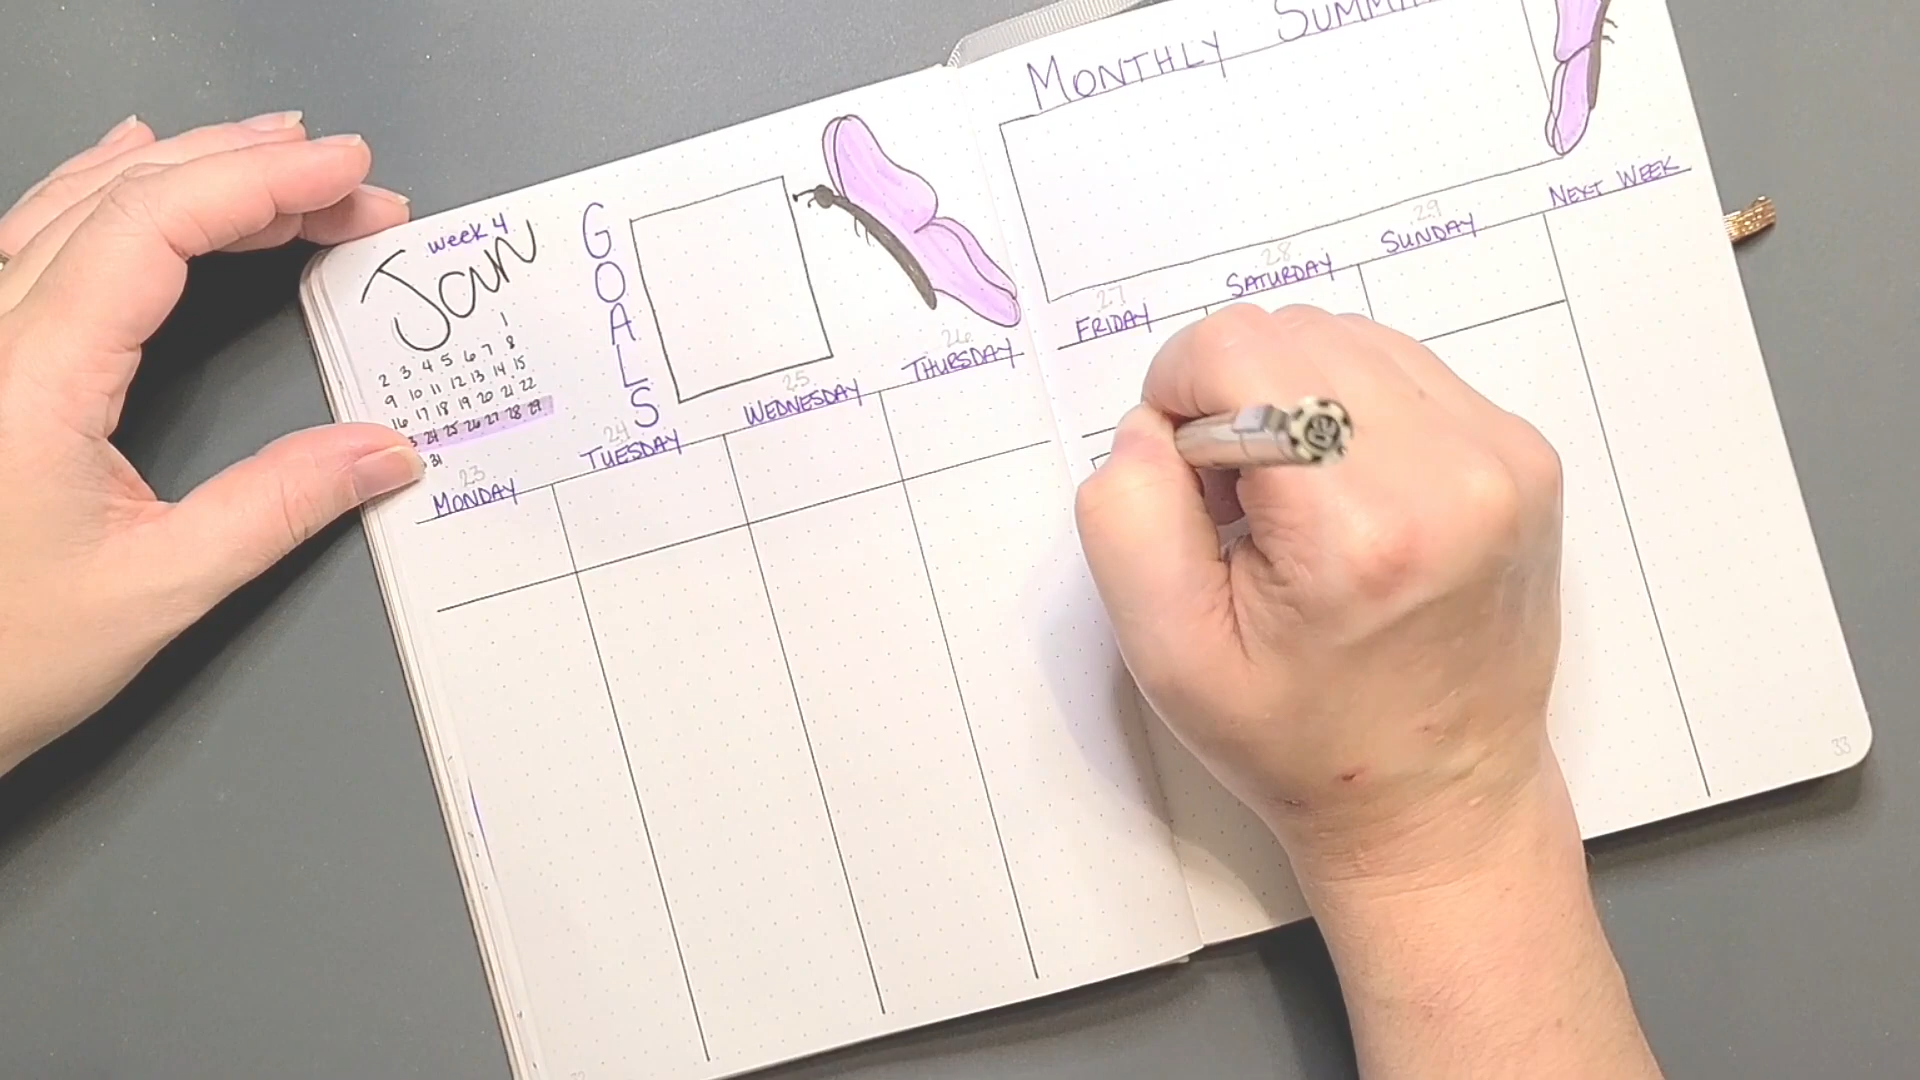 week 4
Jan
1
2 3 4 5 6 7 8
9 10 11 12 13 14 15
16 17 18 19 20 21 22
24 25 26 27 28 29
31
GOALS
23
MONDAY
24
TUESDAY
25
WEDNESDAY
26
THURSDAY
MONTHLY
27
FRIDAY
28
SATURDAY
29
SUNDAY
NEXT WEEK
33